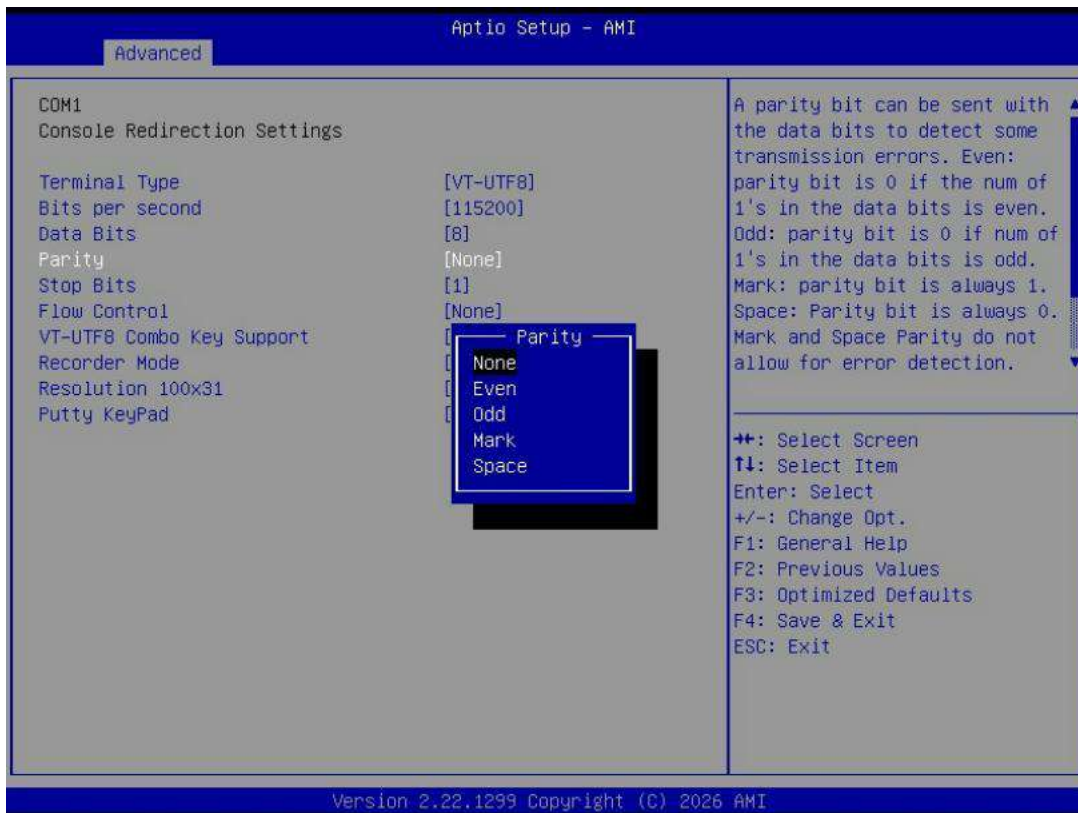 Aptio Setup – AMI
Advanced
COM1
Console Redirection Settings
Terminal Type [VT-UTF8]
Bits per second [115200]
Data Bits [8]
Parity [None]
Stop Bits [1]
Flow Control [None]
VT-UTF8 Combo Key Support [
Recorder Mode [
Resolution 100x31 [
Putty KeyPad [
Parity
None
Even
Odd
Mark
Space
A parity bit can be sent with
the data bits to detect some
transmission errors. Even:
parity bit is 0 if the num of
1's in the data bits is even.
Odd: parity bit is 0 if num of
1's in the data bits is odd.
Mark: parity bit is always 1.
Space: Parity bit is always 0.
Mark and Space Parity do not
allow for error detection.
→←: Select Screen
↑↓: Select Item
Enter: Select
+/-: Change Opt.
F1: General Help
F2: Previous Values
F3: Optimized Defaults
F4: Save & Exit
ESC: Exit
Version 2.22.1299 Copyright (C) 2026 AMI